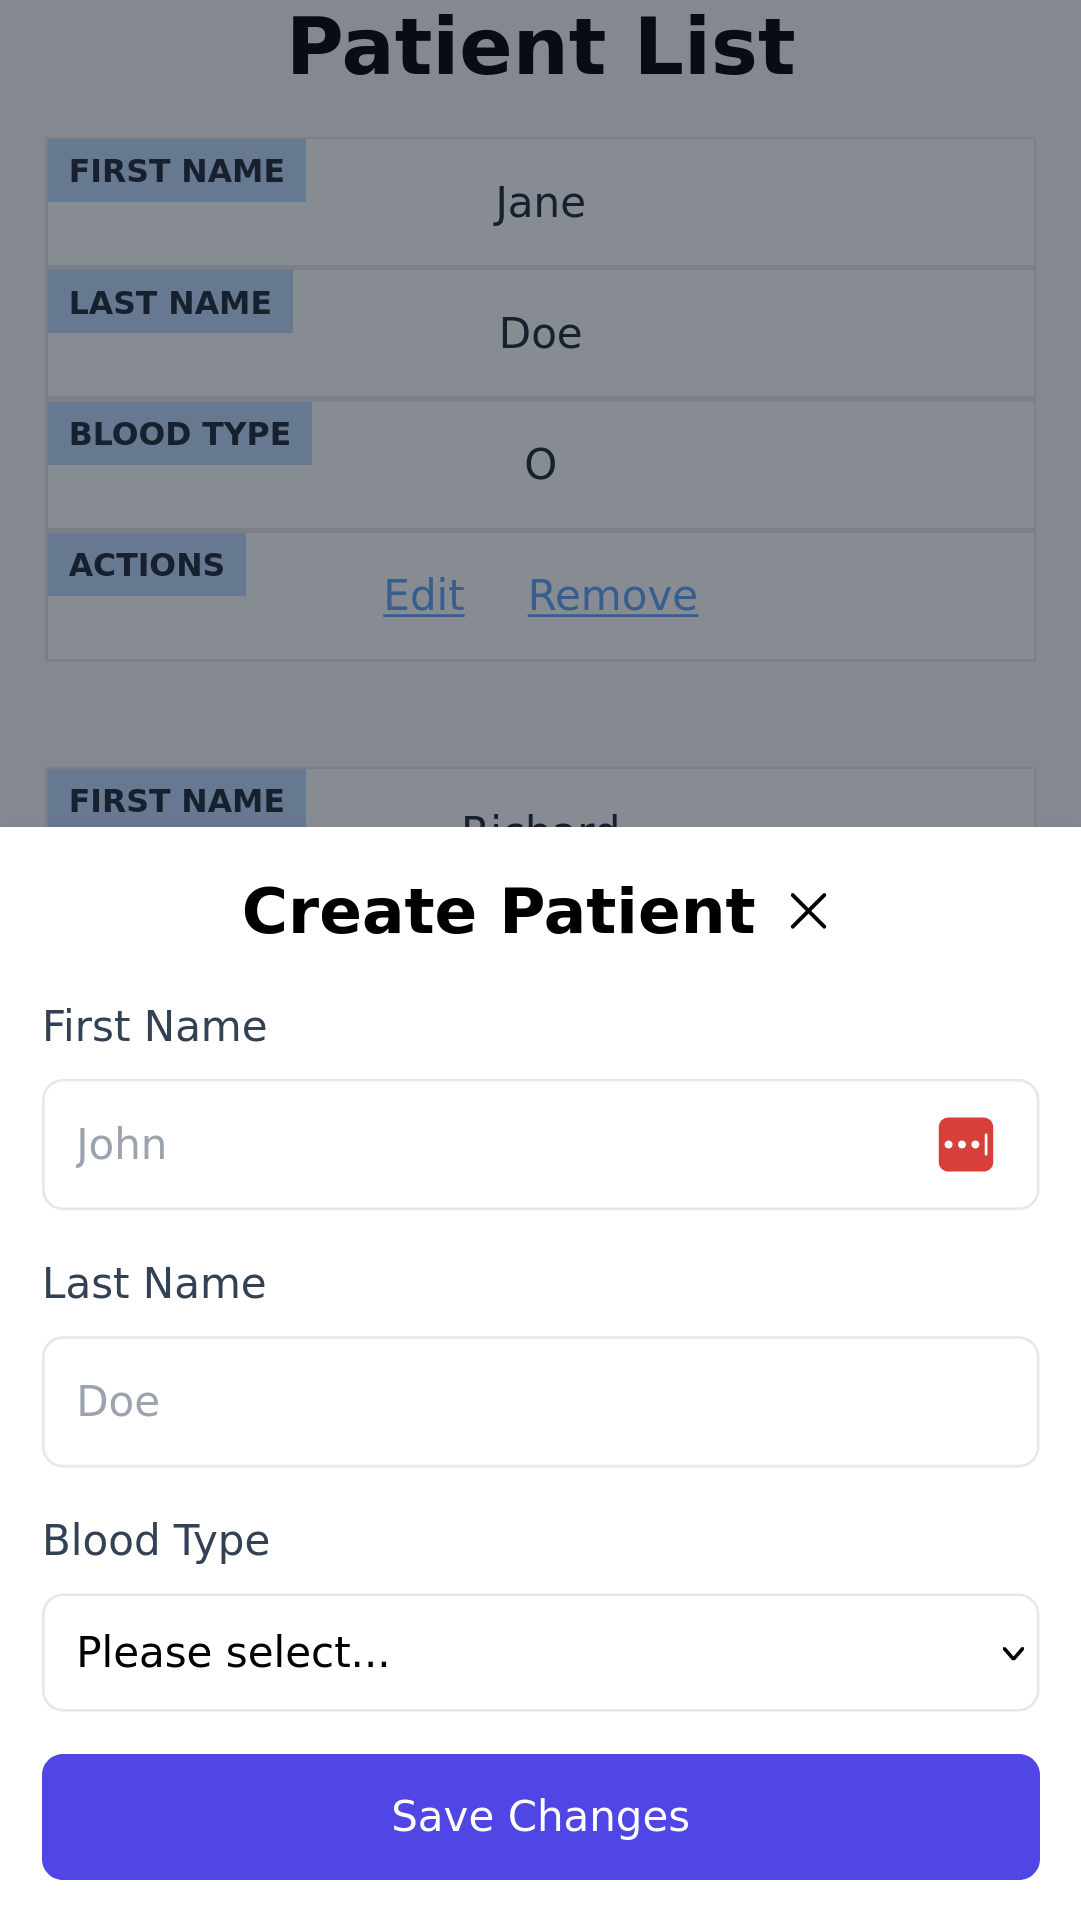 Patient List
FIRST NAME
Jane
LAST NAME
Doe
BLOOD TYPE
O
ACTIONS
Edit Remove
FIRST NAME
Richard
Create Patient
First Name
John
Last Name
Doe
Blood Type
Please select...
Save Changes